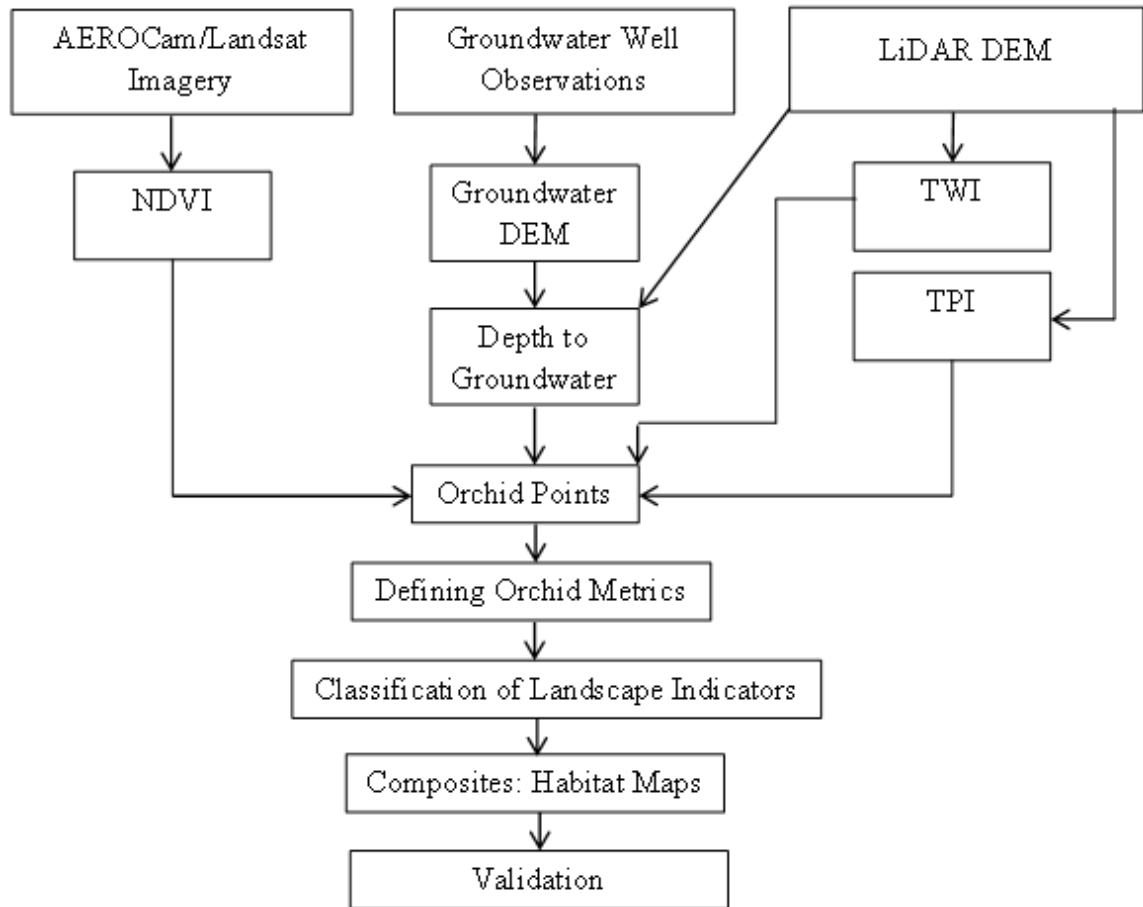 AEROCam/Landsat
Imagery
Groundwater Well
Observations
LiDAR DEM
NDVI
Groundwater
DEM
TWI
TPI
Depth to
Groundwater
Orchid Points
Defining Orchid Metrics
Classification of Landscape Indicators
Composites: Habitat Maps
Validation